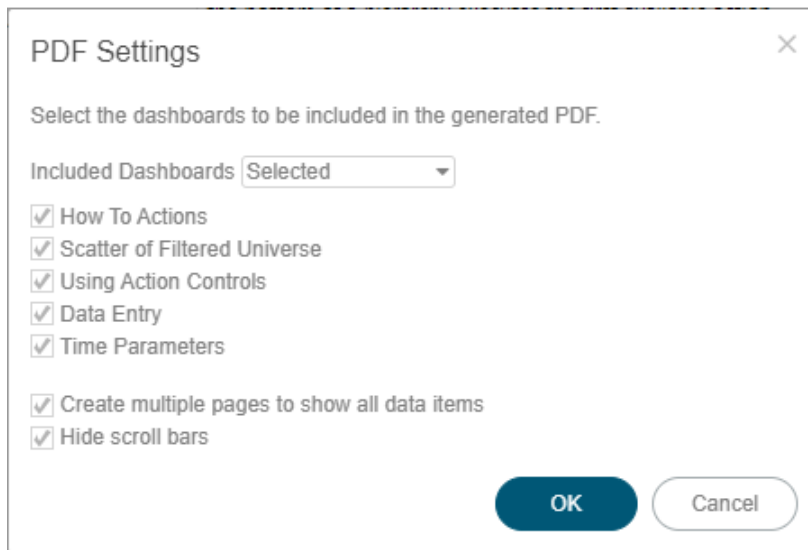 PDF Settings
Select the dashboards to be included in the generated PDF.
Included Dashboards Selected
How To Actions
Scatter of Filtered Universe
Using Action Controls
Data Entry
Time Parameters
Create multiple pages to show all data items
Hide scroll bars
OK Cancel